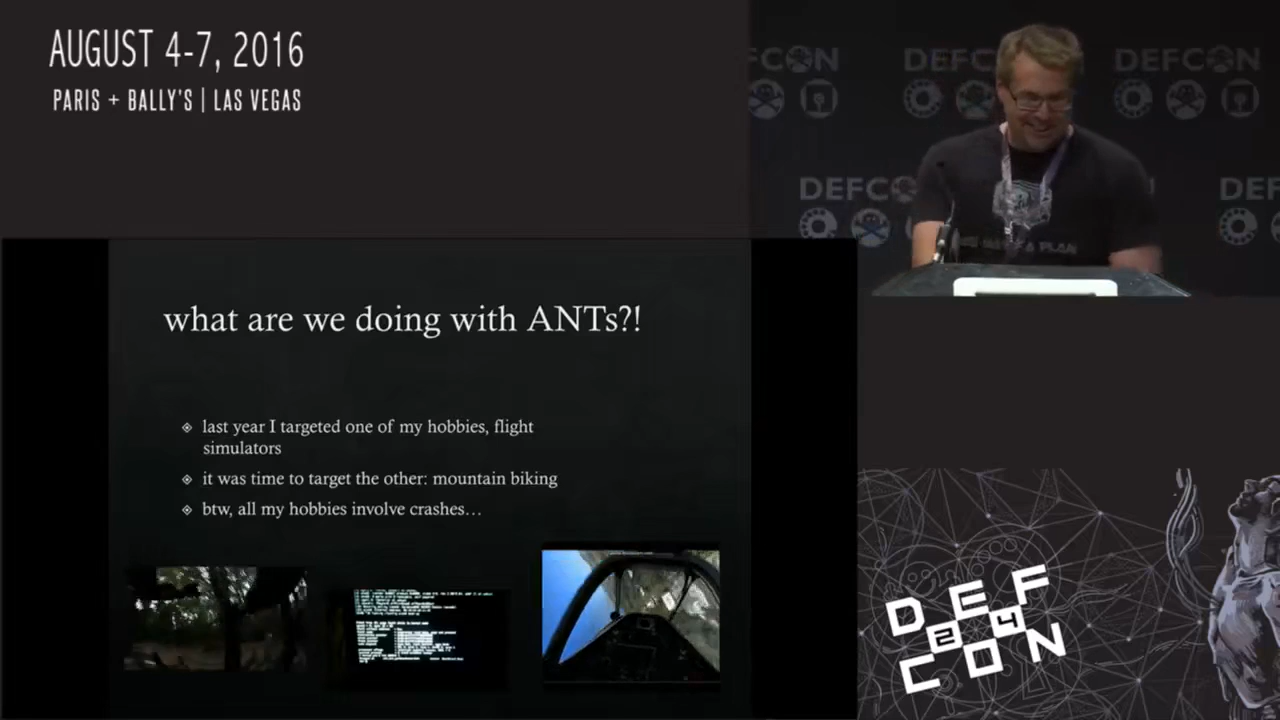 AUGUST 4-7, 2016
PARIS + BALLY'S | LAS VEGAS
DEFCON DEFCON DEFCON
DEFCON DEF
PLAN
what are we doing with ANTs?!
last year I targeted one of my hobbies, flight
simulators
it was time to target the other: mountain biking
btw, all my hobbies involve crashes…
DEF
24
CON